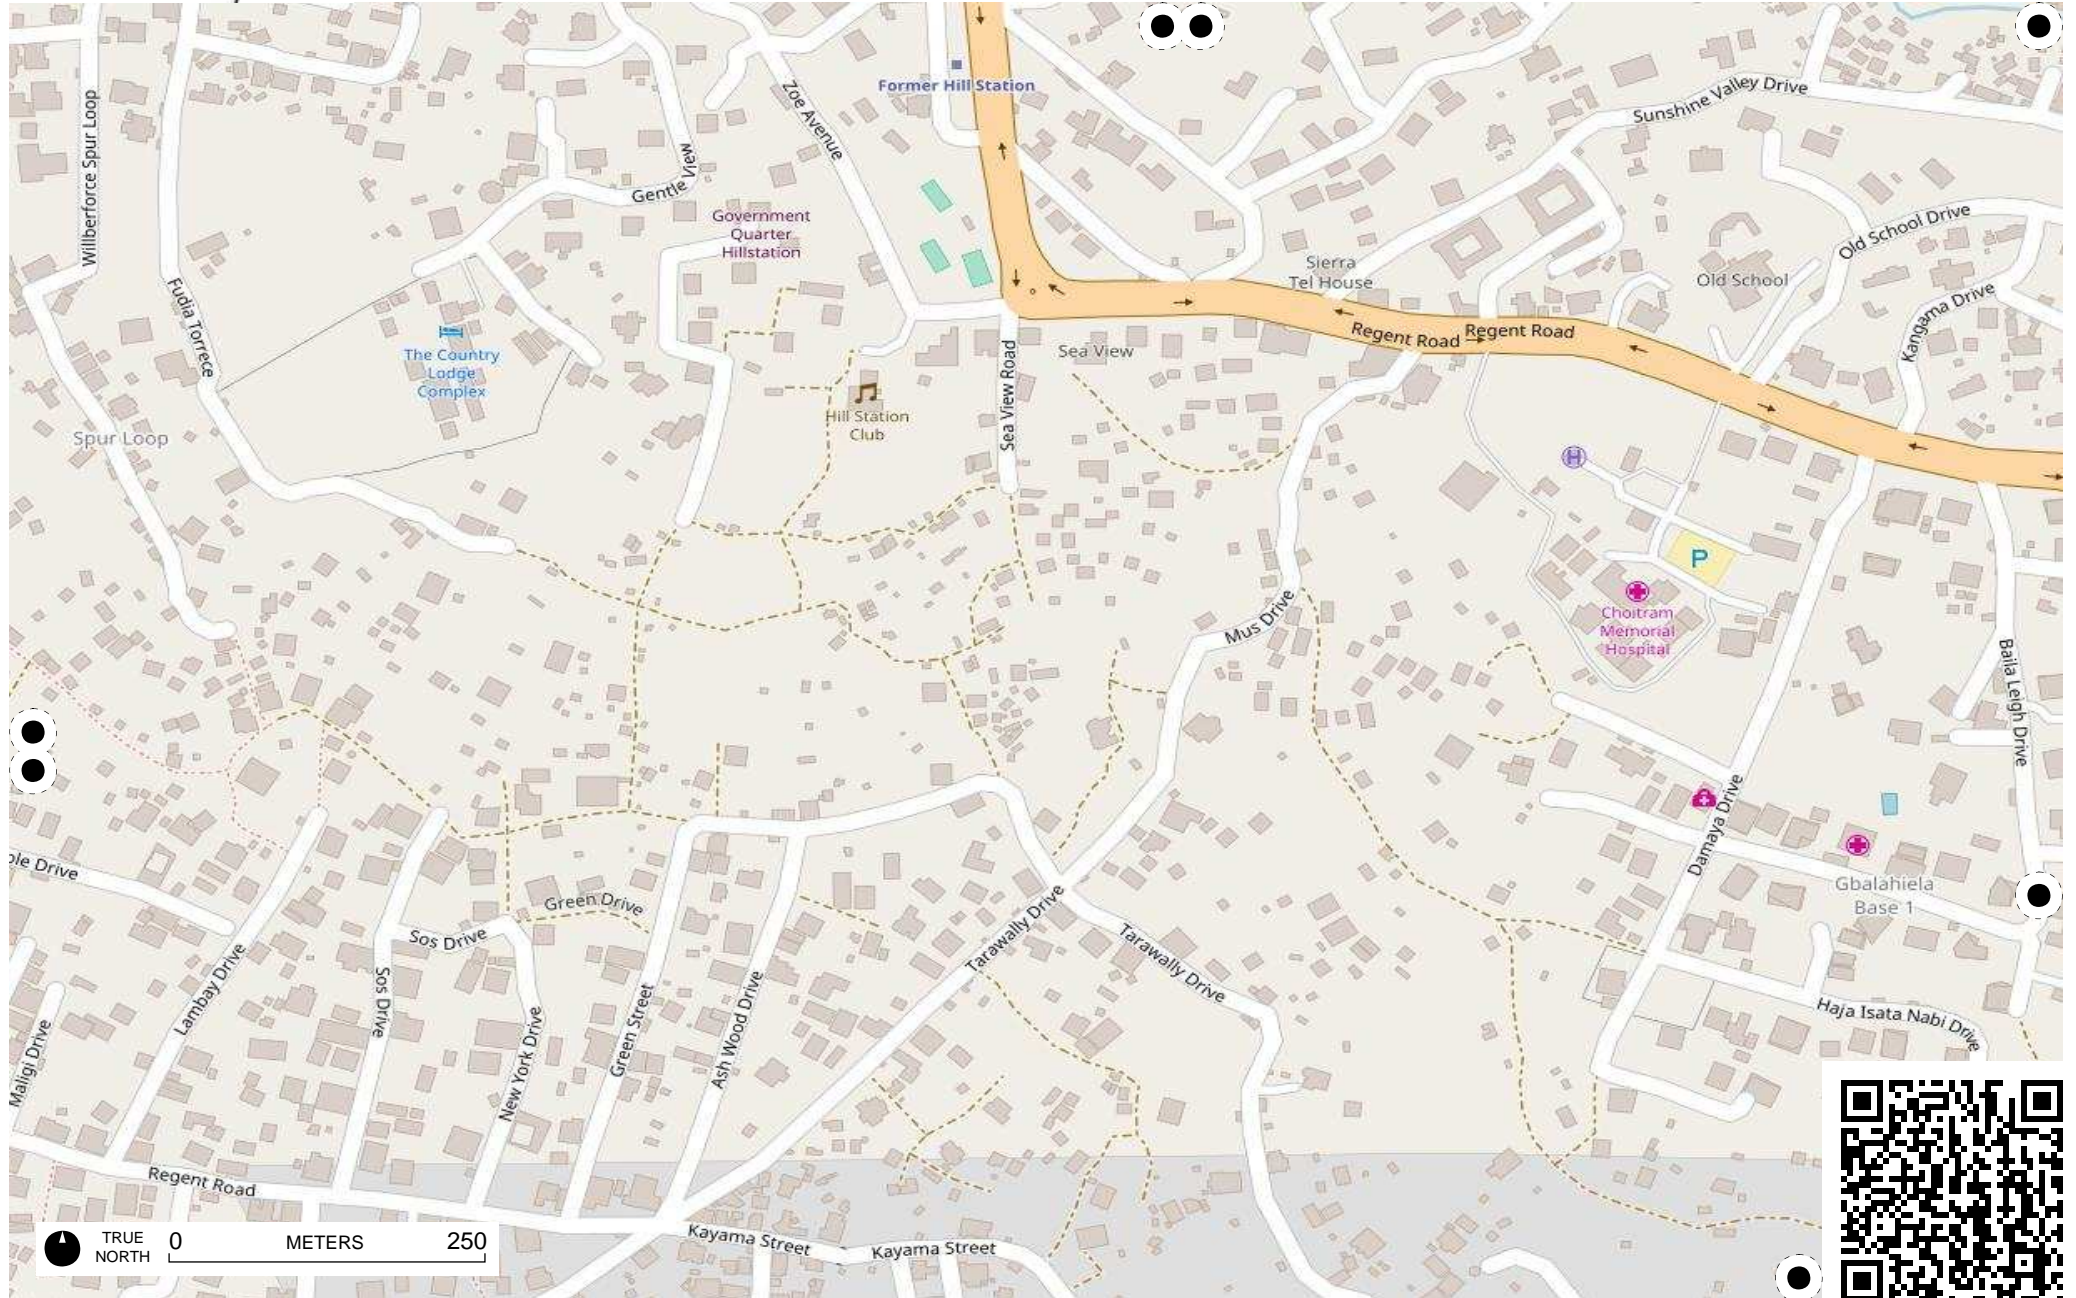 Former Hill Station
Zoe Avenue
Sunshine Valley Drive
Willberforce Spur Loop
Gentle View
Government
Quarter
Hillstation
Old School Drive
Sierra
Tel House
Old School
Fudia Torrece
Kangama Drive
Regent Road
Regent Road
The Country
Lodge
Complex
Sea View Road
Sea View
Hill Station
Club
Spur Loop
H
P
Choitram
Memorial
Hospital
Mus Drive
Baila Leigh Drive
Damaya Drive
ole Drive
Green Drive
Gbalahiela
Base 1
Sos Drive
Tarawally Drive
Tarawally Drive
Lambay Drive
Sos Drive
New York Drive
Green Street
Ash Wood Drive
Haja Isata Nabi Drive
Maligi Drive
Regent Road
Kayama Street
Kayama Street
TRUE
NORTH
0 METERS 250